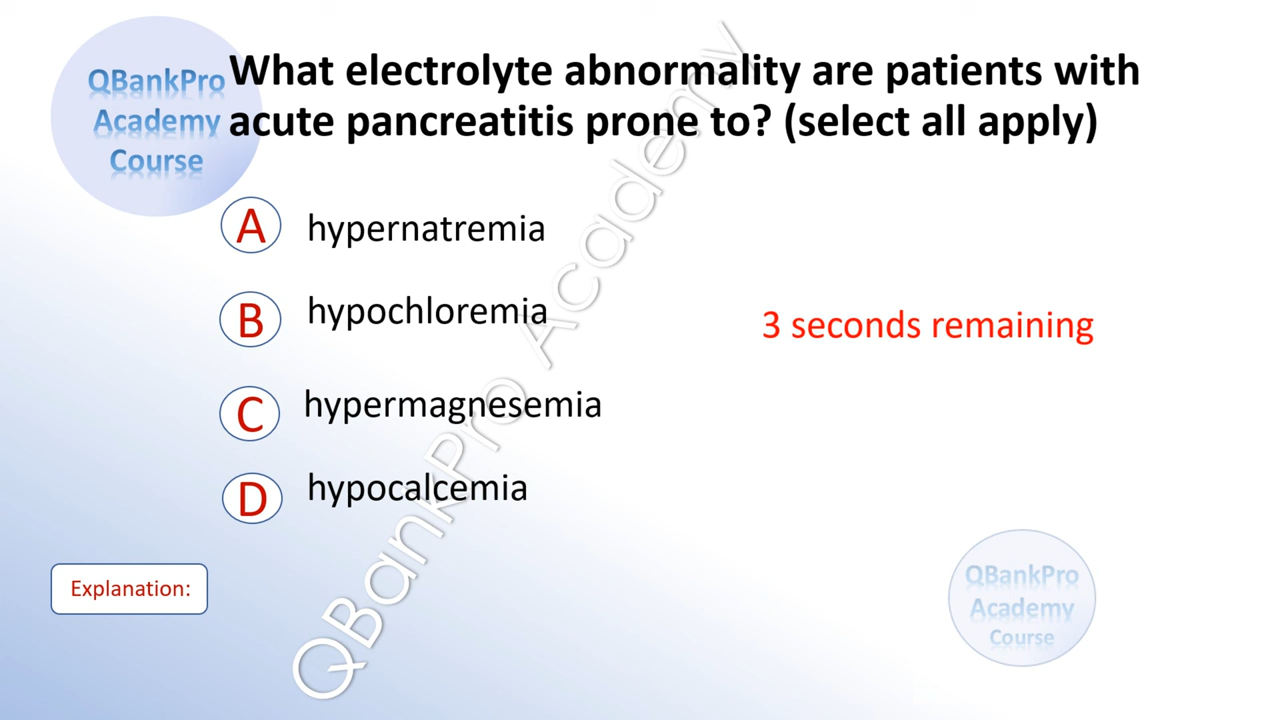 QBankPro
Academy
Course
What electrolyte abnormality are patients with
acute pancreatitis prone to? (select all apply)
A hypernatremia
B hypochloremia
3 seconds remaining
C hypermagnesemia
D hypocalcemia
Explanation:
QBankPro Academy
QBankPro
Academy
Course